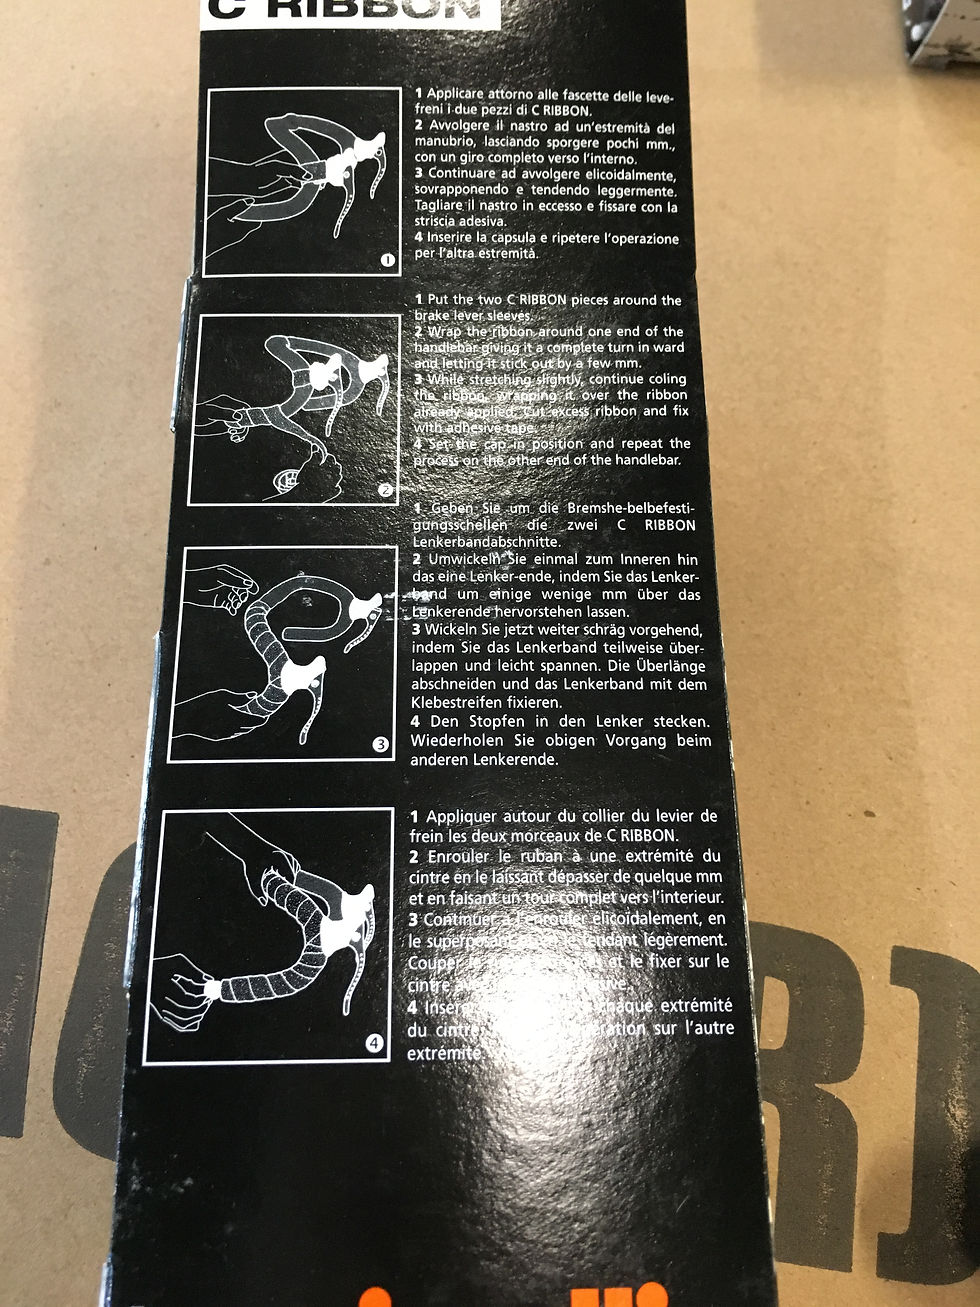 C RIBBON
1 Applicare attorno alle fascette delle leve-
freni i due pezzi di C RIBBON.
2 Avvolgere il nastro ad un'estremità del
manubrio, lasciando sporgere pochi mm.,
con un giro completo verso l'interno.
3 Continuare ad avvolgere elicoidalmente,
sovrapponendo e tendendo leggermente.
Tagliare il nastro in eccesso e fissare con la
striscia adesiva.
4 Inserire la capsula e ripetere l'operazione
per l'altra estremità.
1
1 Put the two C RIBBON pieces around the
brake lever sleeves.
2 Wrap the ribbon around one end of the
handlebar giving it a complete turn in ward
and letting it stick out by a few mm.
3 While stretching slightly, continue coling
the ribbon, wrapping it over the ribbon
already applied. Cut excess ribbon and fix
with adhesive tape.
4 Set the cap in position and repeat the
process on the other end of the handlebar.
2
1 Geben Sie um die Bremshe-belbefesti-
gungsschellen die zwei C RIBBON
Lenkerbandabschnitte.
2 Umwickeln Sie einmal zum Inneren hin
das eine Lenker-ende, indem Sie das Lenker-
band um einige wenige mm über das
Lenkerende hervorstehen lassen.
3 Wickeln Sie jetzt weiter schräg vorgehend,
indem Sie das Lenkerband teilweise über-
lappen und leicht spannen. Die Überlänge
abschneiden und das Lenkerband mit dem
Klebestreifen fixieren.
4 Den Stopfen in den Lenker stecken.
Wiederholen Sie obigen Vorgang beim
anderen Lenkerende.
3
1 Appliquer autour du collier du levier de
frein les deux morceaux de C RIBBON.
2 Enrouler le ruban à une extrémité du
cintre en le laissant dépasser de quelque mm
et en faisant un tour complet vers l'interieur.
3 Continuer à l'enrouler elicoidalement, en
le superposant et en le tendant légèrement.
Couper et le fixer sur le
cintre
4 chaque extrémité
du cintre sur l'autre
extrémité.
4